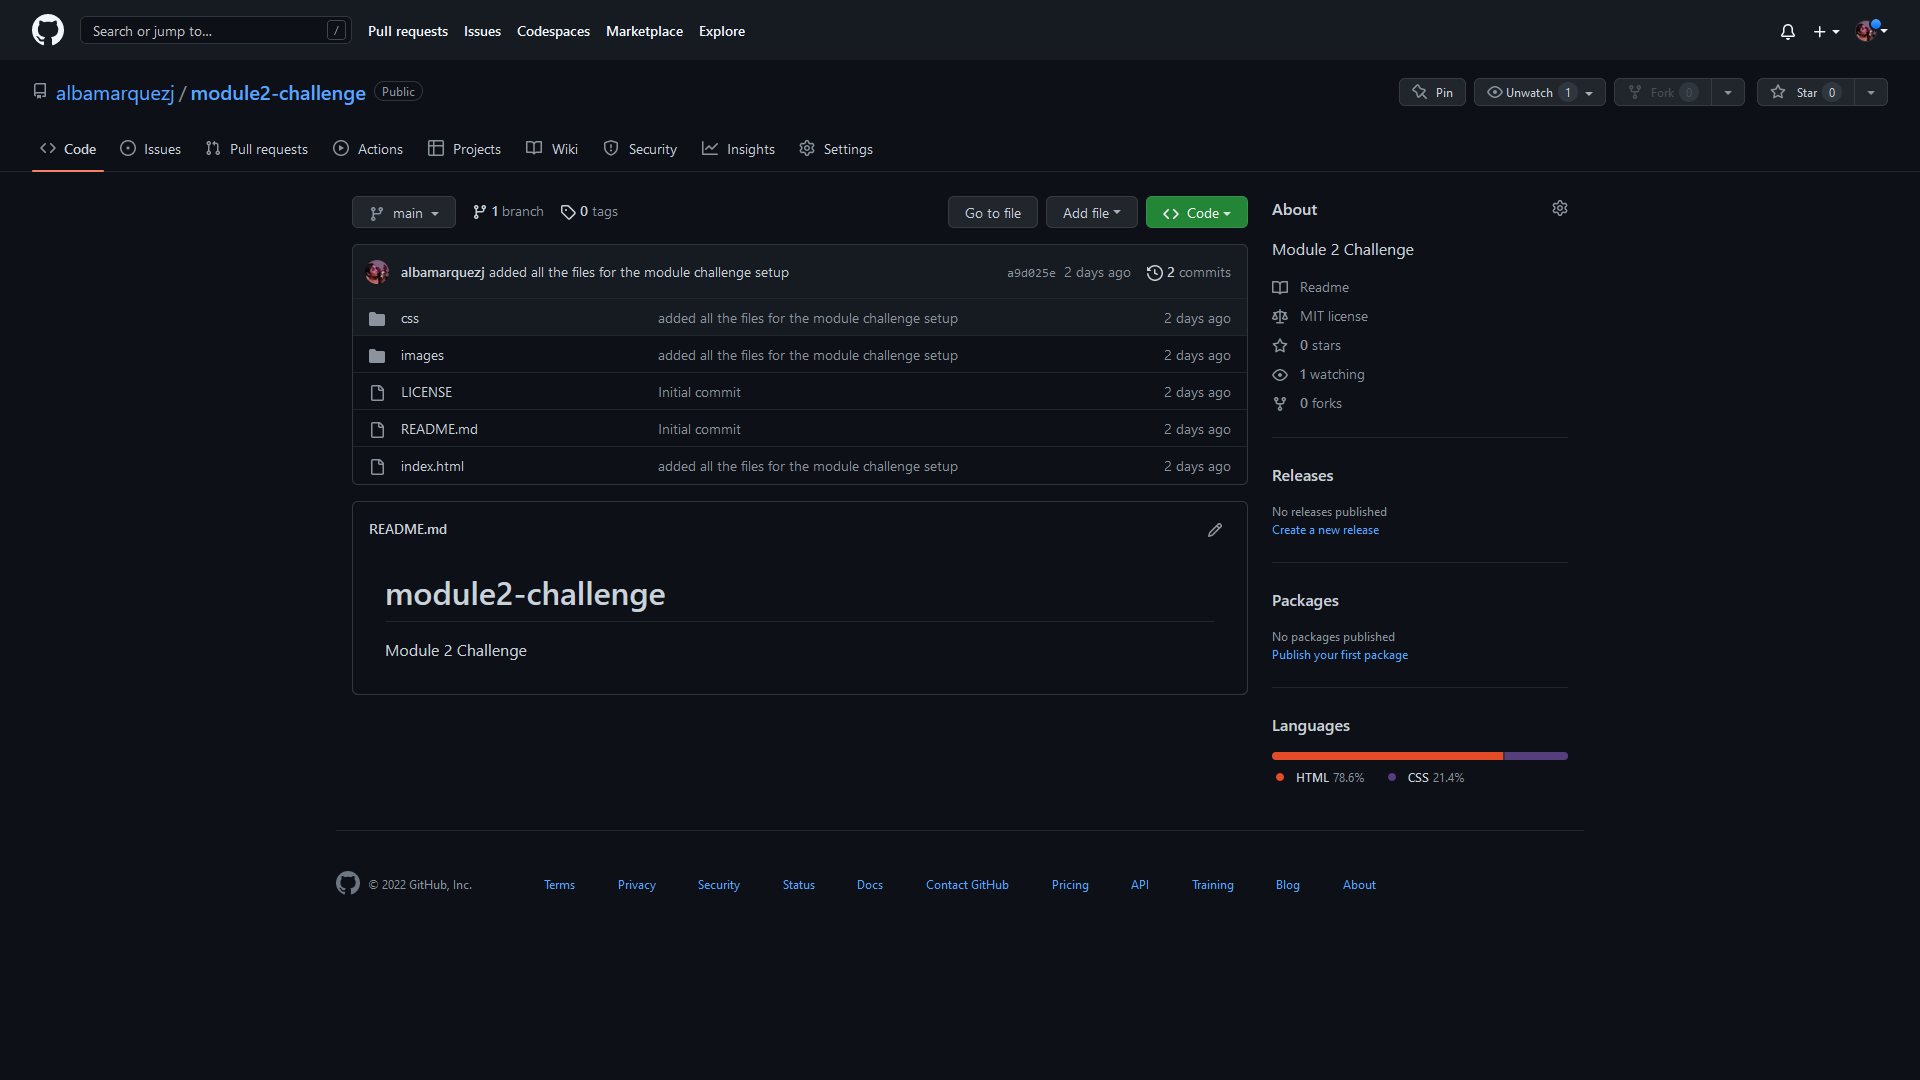 Search or jump to... /
Pull requests Issues Codespaces Marketplace Explore
albamarquezj / module2-challenge Public
Pin Unwatch 1 Fork 0 Star 0
Code Issues Pull requests Actions Projects Wiki Security Insights Settings
main 1 branch 0 tags Go to file Add file Code
albamarquezj added all the files for the module challenge setup a9d025e 2 days ago 2 commits
css added all the files for the module challenge setup 2 days ago
images added all the files for the module challenge setup 2 days ago
LICENSE Initial commit 2 days ago
README.md Initial commit 2 days ago
index.html added all the files for the module challenge setup 2 days ago
README.md
module2-challenge
Module 2 Challenge
About
Module 2 Challenge
Readme
MIT license
0 stars
1 watching
0 forks
Releases
No releases published
Create a new release
Packages
No packages published
Publish your first package
Languages
HTML 78.6% CSS 21.4%
© 2022 GitHub, Inc. Terms Privacy Security Status Docs Contact GitHub Pricing API Training Blog About